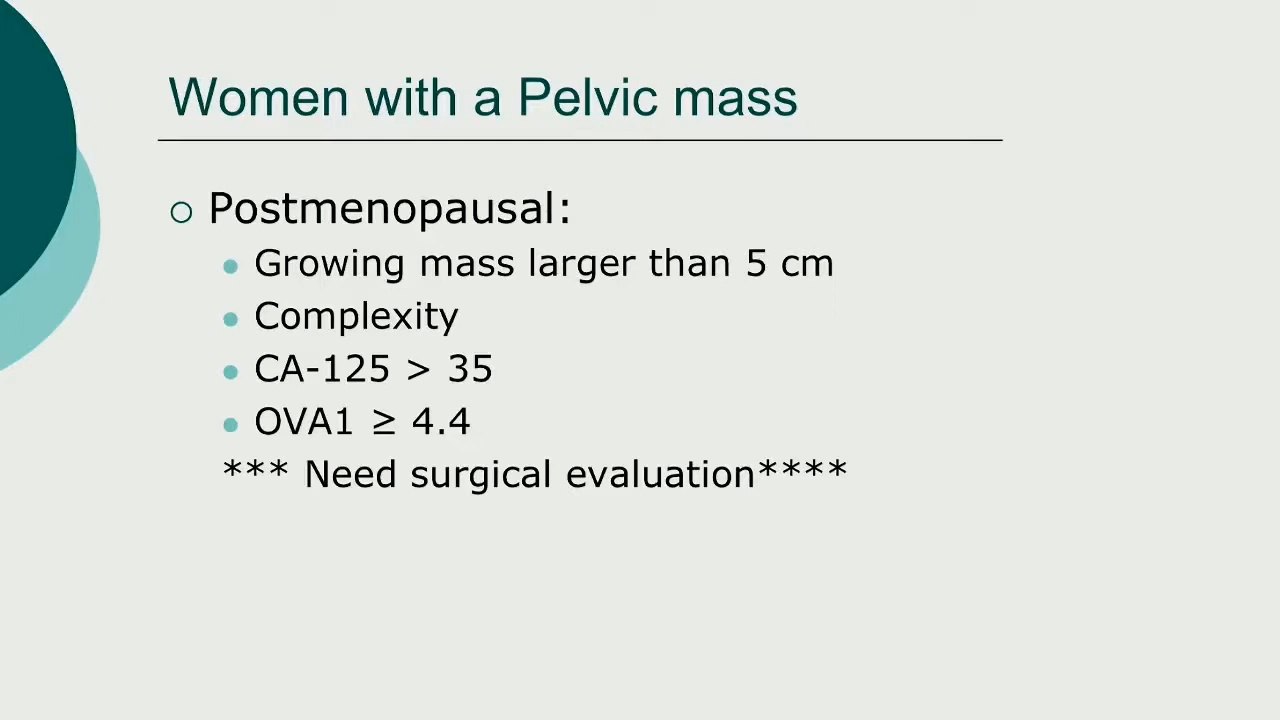 Women with a Pelvic mass
Postmenopausal:
Growing mass larger than 5 cm
Complexity
CA-125 > 35
OVA1 ≥ 4.4
*** Need surgical evaluation****